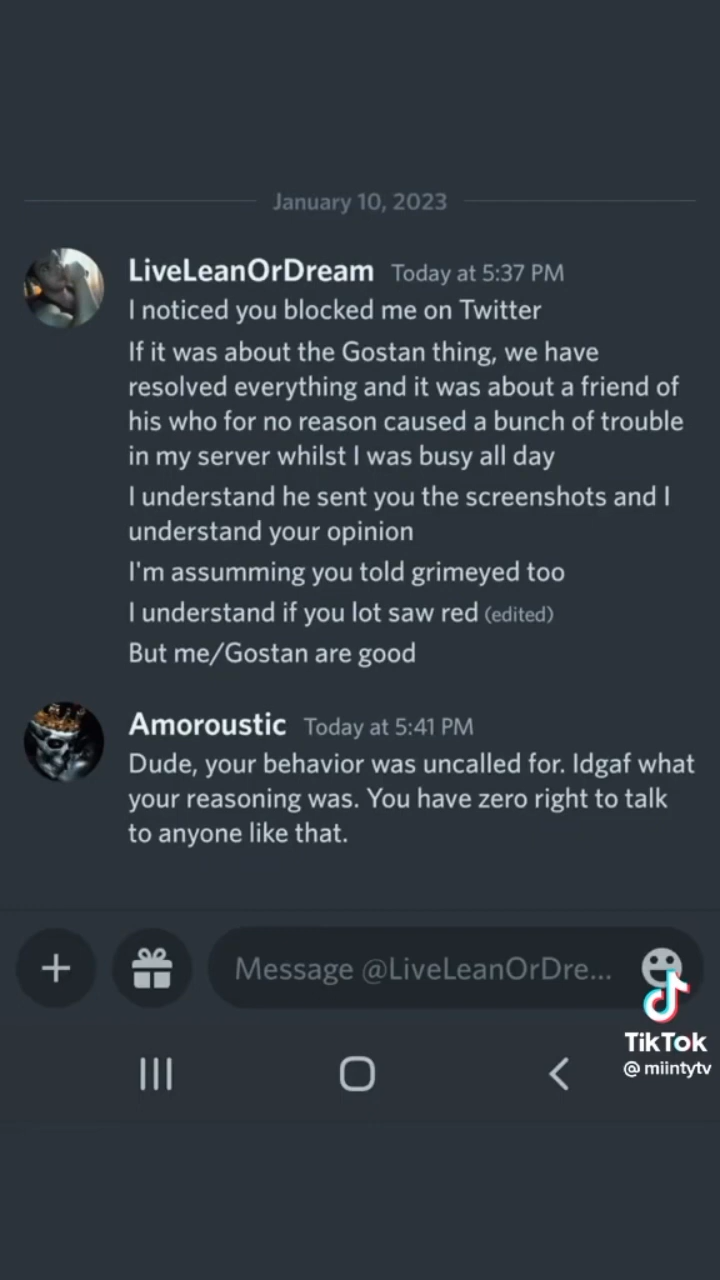 January 10, 2023
LiveLeanOrDream Today at 5:37 PM
I noticed you blocked me on Twitter
If it was about the Gostan thing, we have
resolved everything and it was about a friend of
his who for no reason caused a bunch of trouble
in my server whilst I was busy all day
I understand he sent you the screenshots and I
understand your opinion
I'm assumming you told grimeyed too
I understand if you lot saw red (edited)
But me/Gostan are good
Amoroustic Today at 5:41 PM
Dude, your behavior was uncalled for. Idgaf what
your reasoning was. You have zero right to talk
to anyone like that.
Message @LiveLeanOrDre...
TikTok
@ miintytv